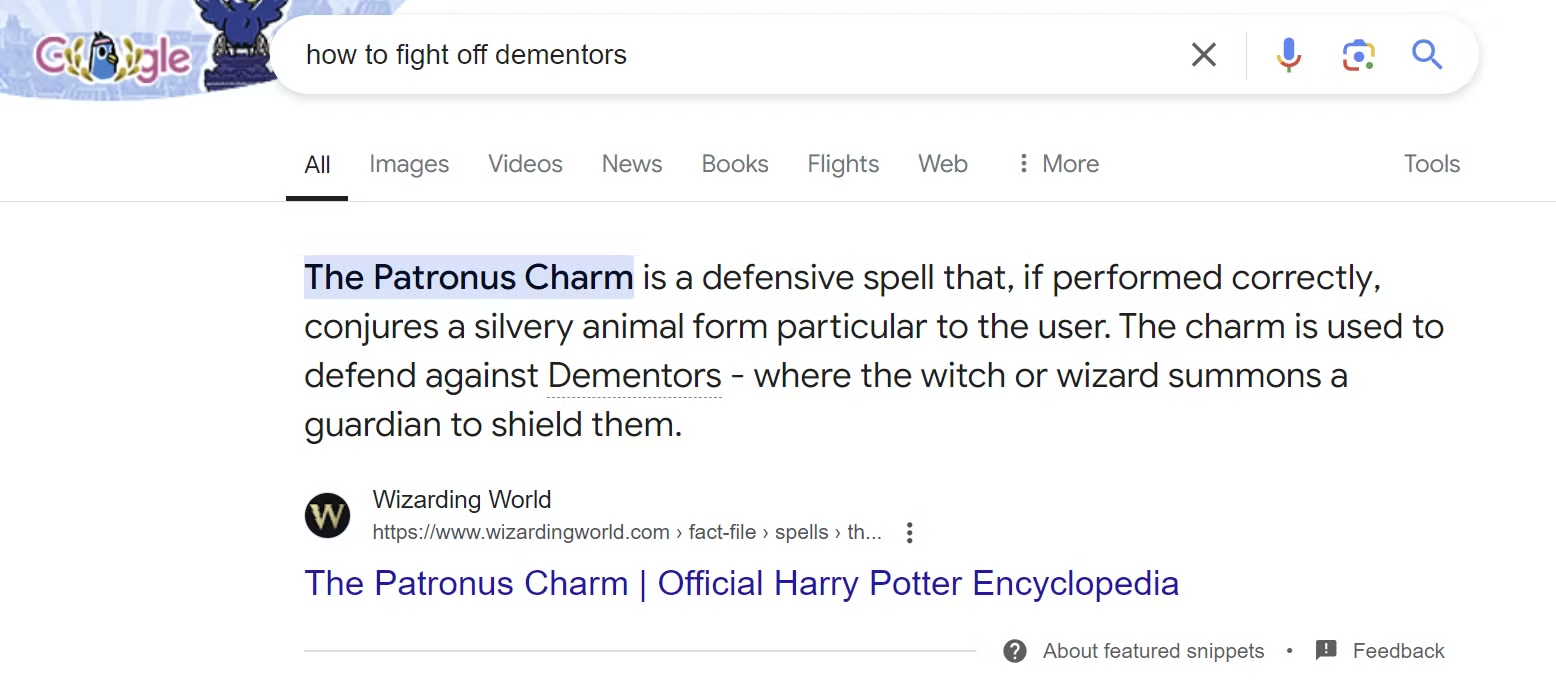 Google
how to fight off dementors
All Images Videos News Books Flights Web More Tools
The Patronus Charm is a defensive spell that, if performed correctly,
conjures a silvery animal form particular to the user. The charm is used to
defend against Dementors - where the witch or wizard summons a
guardian to shield them.
W
Wizarding World
https://www.wizardingworld.com › fact-file › spells › th...
The Patronus Charm | Official Harry Potter Encyclopedia
? About featured snippets • ! Feedback